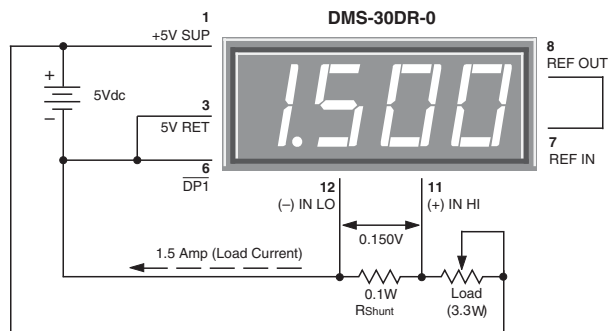 DMS-30DR-0
1
+5V SUP
8
REF OUT
+
5Vdc
–
1.500
3
5V RET
7
REF IN
6
DP1
12
(–) IN LO
11
(+) IN HI
0.150V
1.5 Amp (Load Current)
0.1W
RShunt
Load
(3.3W)